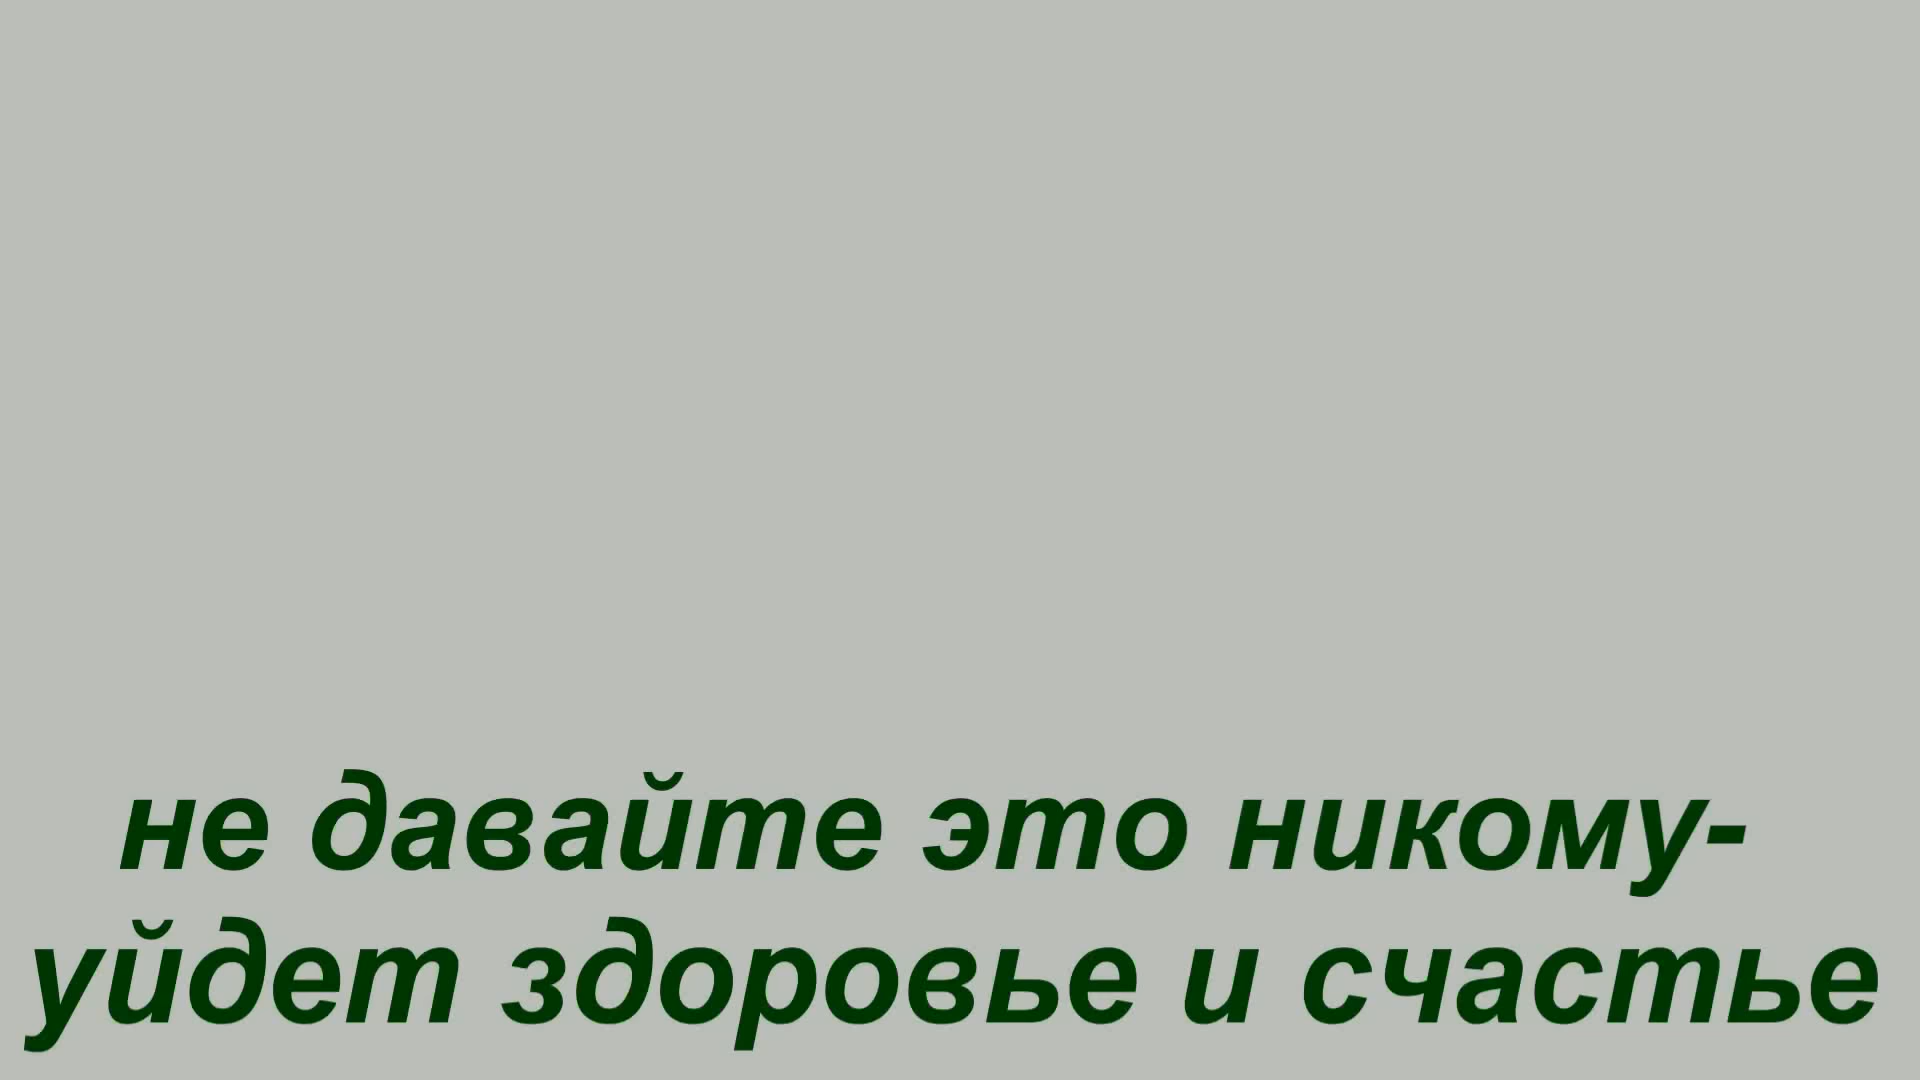 не давайте это никому-
уйдет здоровье и счастье